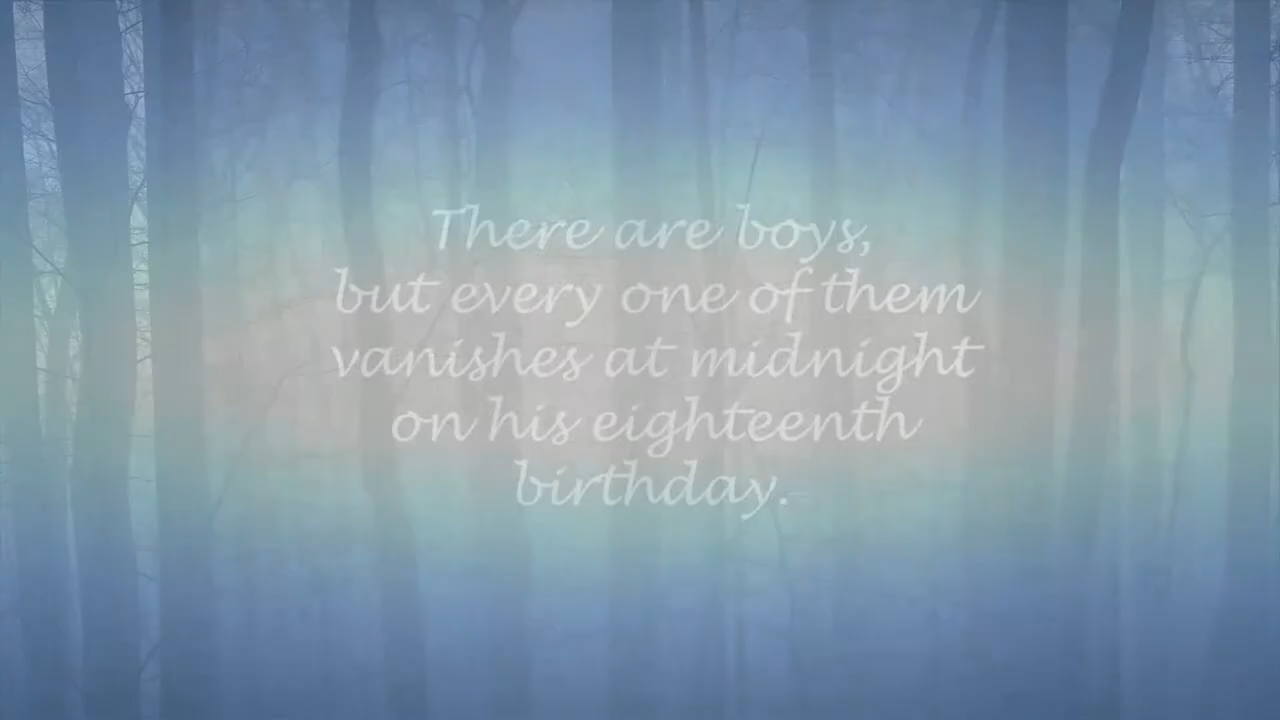 There are boys,
but every one of them
vanishes at midnight
on his eighteenth
birthday.